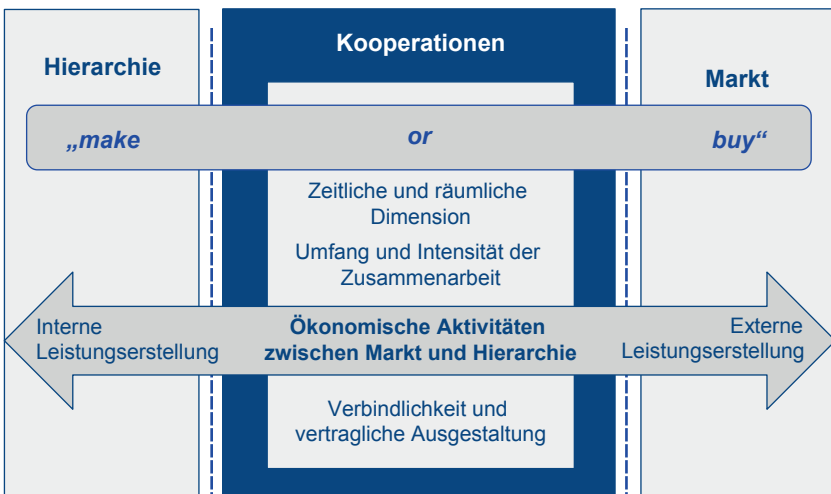 Kooperationen
Hierarchie
Markt
„make
or
buy“
Zeitliche und räumliche
Dimension
Umfang und Intensität der
Zusammenarbeit
Interne
Leistungserstellung
Ökonomische Aktivitäten
zwischen Markt und Hierarchie
Externe
Leistungserstellung
Verbindlichkeit und
vertragliche Ausgestaltung